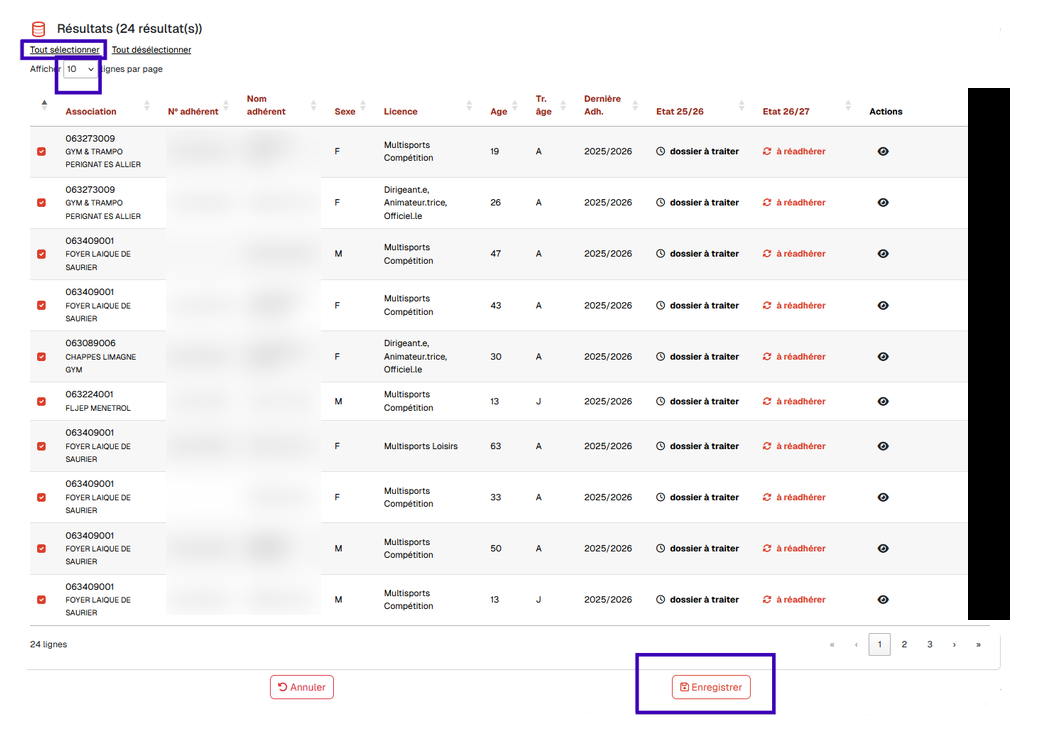 Résultats (24 résultat(s))
Tout sélectionner Tout désélectionner
Afficher 10 lignes par page
Association N° adhérent Nom adhérent Sexe Licence Age Tr. âge Dernière Adh. Etat 25/26 Etat 26/27 Actions
063273009 GYM & TRAMPO PERIGNAT ES ALLIER F Multisports Compétition 19 A 2025/2026 dossier à traiter à réadhérer
063273009 GYM & TRAMPO PERIGNAT ES ALLIER F Dirigeant.e, Animateur.trice, Officiel.le 26 A 2025/2026 dossier à traiter à réadhérer
063409001 FOYER LAIQUE DE SAURIER M Multisports Compétition 47 A 2025/2026 dossier à traiter à réadhérer
063409001 FOYER LAIQUE DE SAURIER F Multisports Compétition 43 A 2025/2026 dossier à traiter à réadhérer
063089006 CHAPPES LIMAGNE GYM F Dirigeant.e, Animateur.trice, Officiel.le 30 A 2025/2026 dossier à traiter à réadhérer
063224001 FLJEP MENETROL M Multisports Compétition 13 J 2025/2026 dossier à traiter à réadhérer
063409001 FOYER LAIQUE DE SAURIER F Multisports Loisirs 63 A 2025/2026 dossier à traiter à réadhérer
063409001 FOYER LAIQUE DE SAURIER F Multisports Compétition 33 A 2025/2026 dossier à traiter à réadhérer
063409001 FOYER LAIQUE DE SAURIER M Multisports Compétition 50 A 2025/2026 dossier à traiter à réadhérer
063409001 FOYER LAIQUE DE SAURIER M Multisports Compétition 13 J 2025/2026 dossier à traiter à réadhérer
24 lignes « ‹ 1 2 3 › »
Annuler Enregistrer